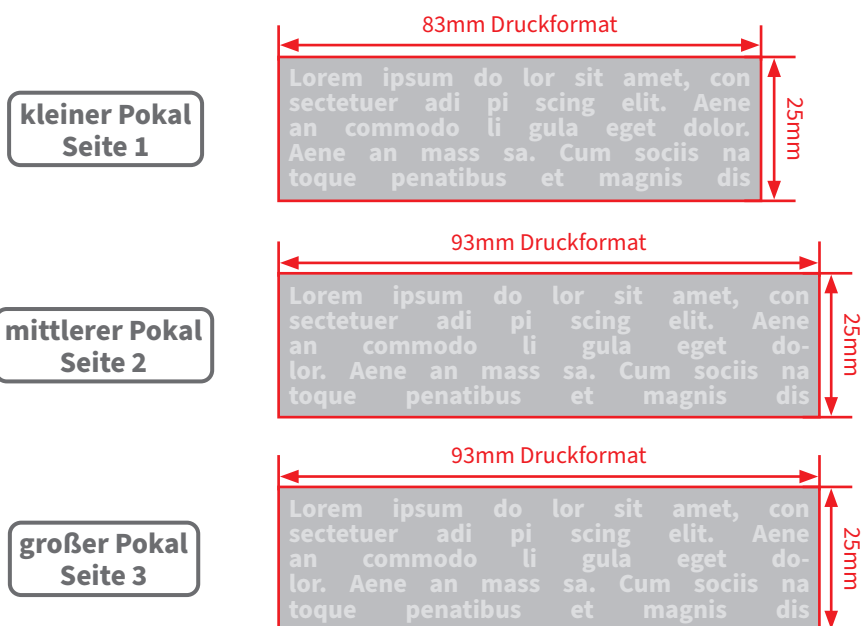 83mm Druckformat
kleiner Pokal
Seite 1
Lorem ipsum do lor sit amet, con
sectetuer adi pi scing elit. Aene
an commodo li gula eget dolor.
Aene an mass sa. Cum sociis na
toque penatibus et magnis dis
25mm
93mm Druckformat
mittlerer Pokal
Seite 2
Lorem ipsum do lor sit amet, con
sectetuer adi pi scing elit. Aene
an commodo li gula eget do-
lor. Aene an mass sa. Cum sociis na
toque penatibus et magnis dis
25mm
93mm Druckformat
großer Pokal
Seite 3
Lorem ipsum do lor sit amet, con
sectetuer adi pi scing elit. Aene
an commodo li gula eget do-
lor. Aene an mass sa. Cum sociis na
toque penatibus et magnis dis
25mm